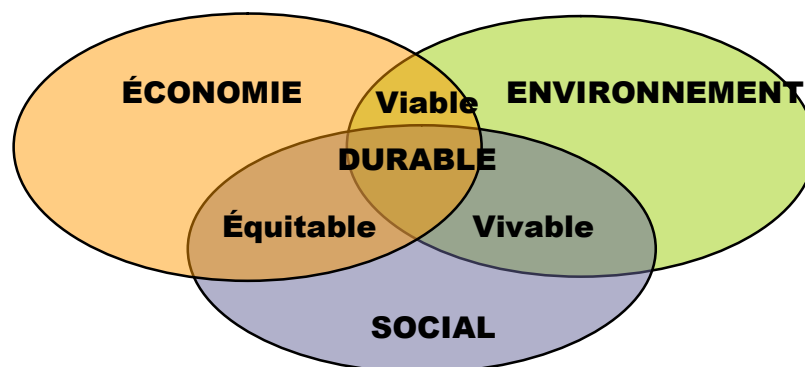 ÉCONOMIE
Viable
ENVIRONNEMENT
DURABLE
Équitable
Vivable
SOCIAL